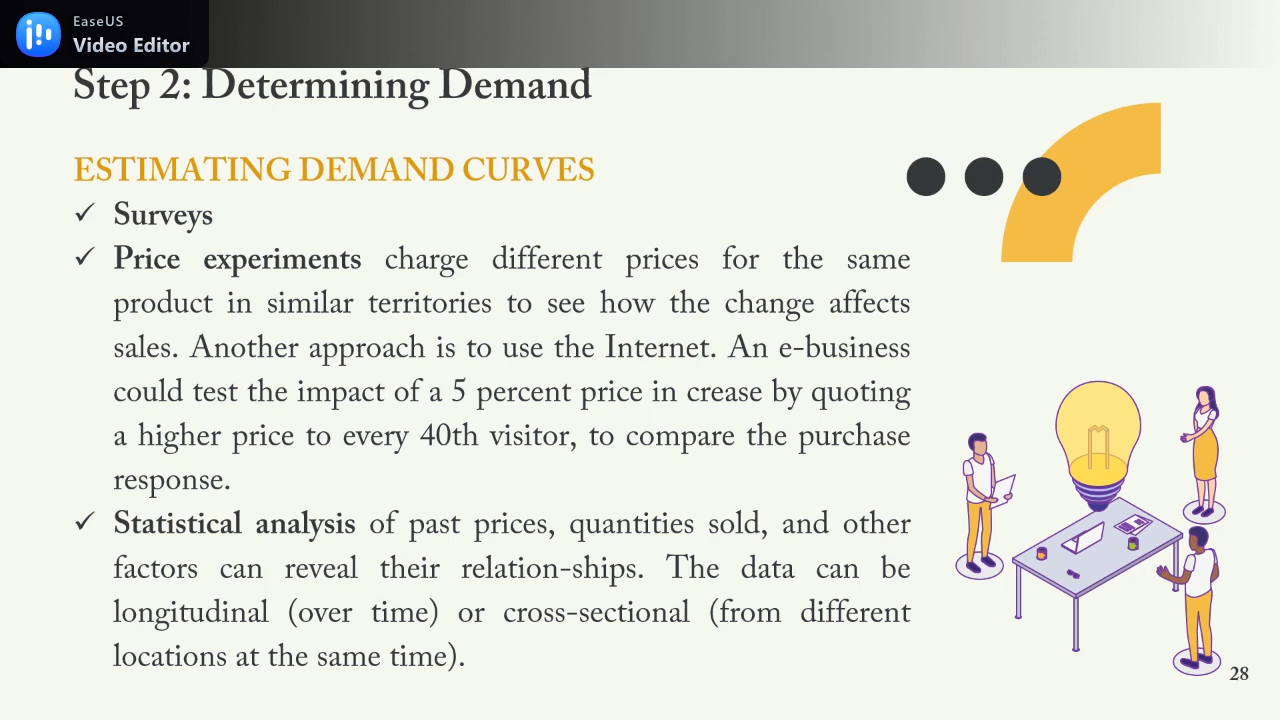 EaseUS
Video Editor
Step 2: Determining Demand
ESTIMATING DEMAND CURVES
✓ Surveys
✓ Price experiments charge different prices for the same
product in similar territories to see how the change affects
sales. Another approach is to use the Internet. An e-business
could test the impact of a 5 percent price in crease by quoting
a higher price to every 40th visitor, to compare the purchase
response.
✓ Statistical analysis of past prices, quantities sold, and other
factors can reveal their relation-ships. The data can be
longitudinal (over time) or cross-sectional (from different
locations at the same time).
28